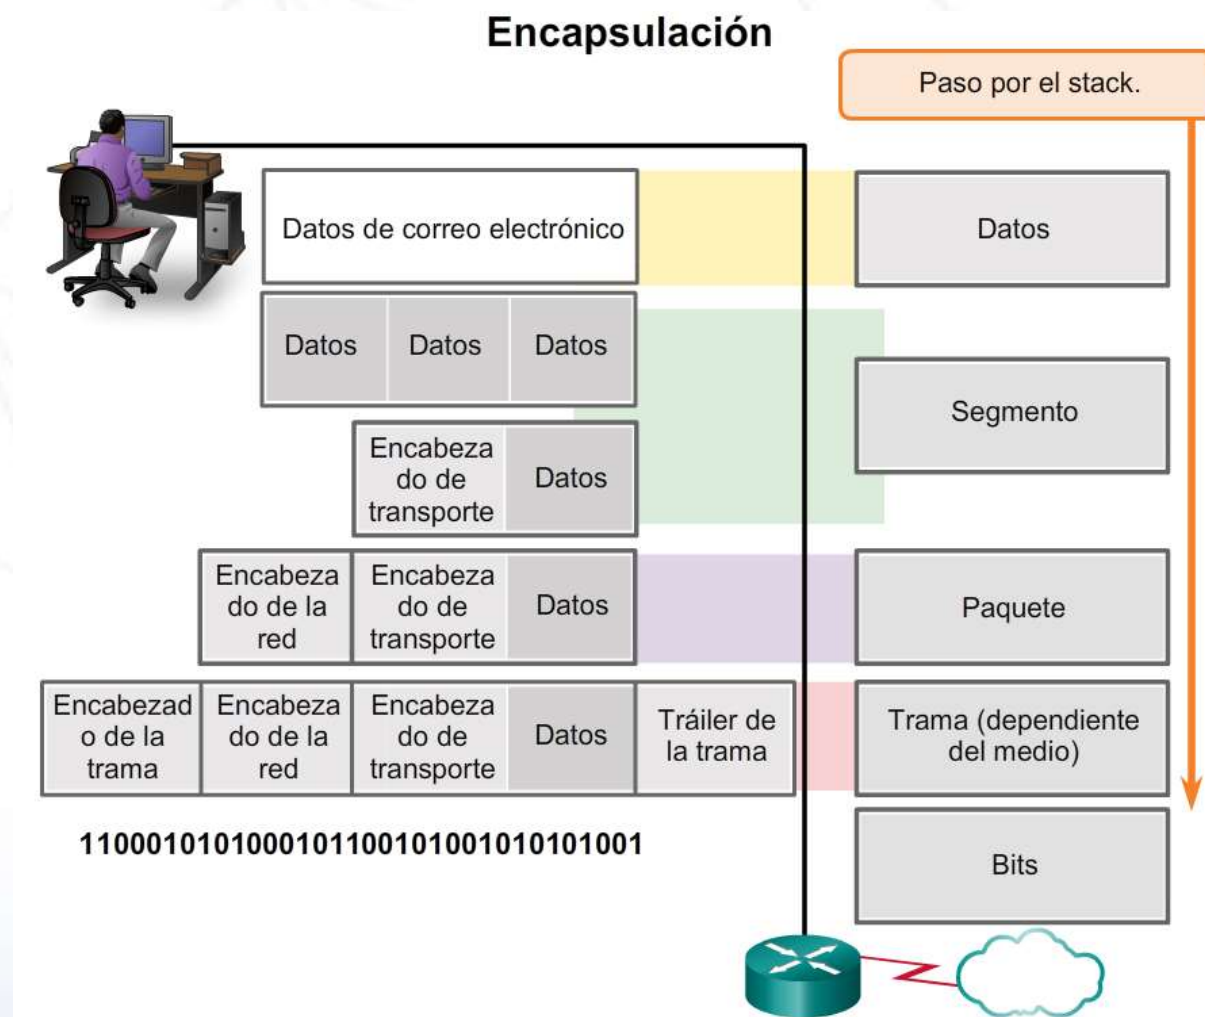 Encapsulación
Paso por el stack.
Datos de correo electrónico
Datos
Datos
Datos
Datos
Segmento
Encabeza
do de
transporte
Datos
Encabeza
do de la
red
Encabeza
do de
transporte
Datos
Paquete
Encabezad
o de la
trama
Encabeza
do de la
red
Encabeza
do de
transporte
Datos
Tráiler de
la trama
Trama (dependiente
del medio)
1100010101000101100101001010101001
Bits